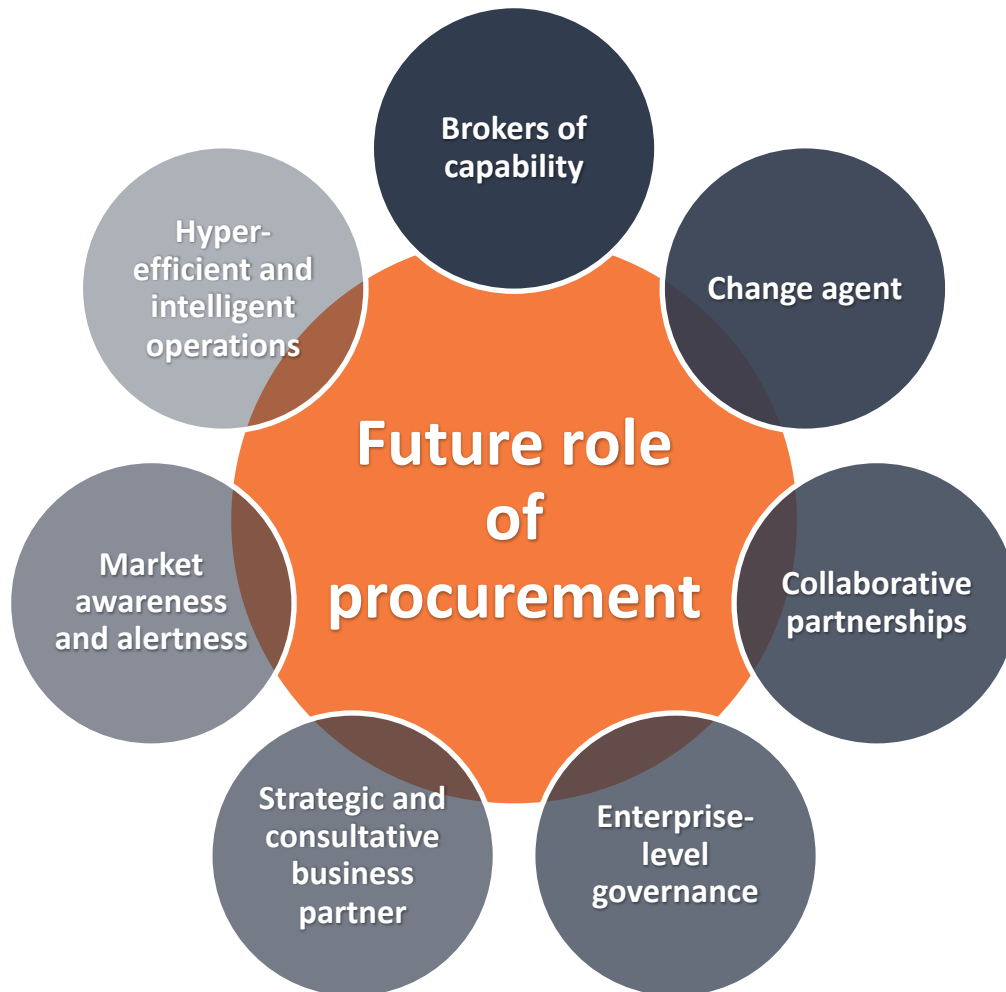 Brokers of
capability
Change agent
Collaborative
partnerships
Enterprise-
level
governance
Strategic and
consultative
business
partner
Market
awareness
and alertness
Hyper-
efficient and
intelligent
operations
Future role
of
procurement